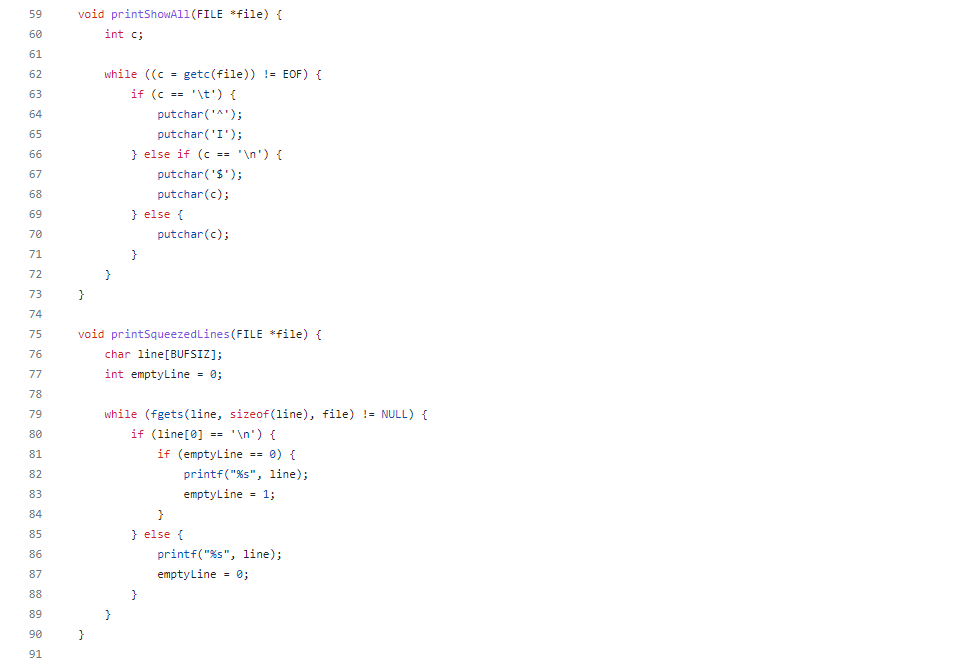 59 void printShowAll(FILE *file) {
60     int c;
61
62     while ((c = getc(file)) != EOF) {
63         if (c == '\t') {
64             putchar('^');
65             putchar('I');
66         } else if (c == '\n') {
67             putchar('$');
68             putchar(c);
69         } else {
70             putchar(c);
71         }
72     }
73 }
74
75 void printSqueezedLines(FILE *file) {
76     char line[BUFSIZ];
77     int emptyLine = 0;
78
79     while (fgets(line, sizeof(line), file) != NULL) {
80         if (line[0] == '\n') {
81             if (emptyLine == 0) {
82                 printf("%s", line);
83                 emptyLine = 1;
84             }
85         } else {
86             printf("%s", line);
87             emptyLine = 0;
88         }
89     }
90 }
91